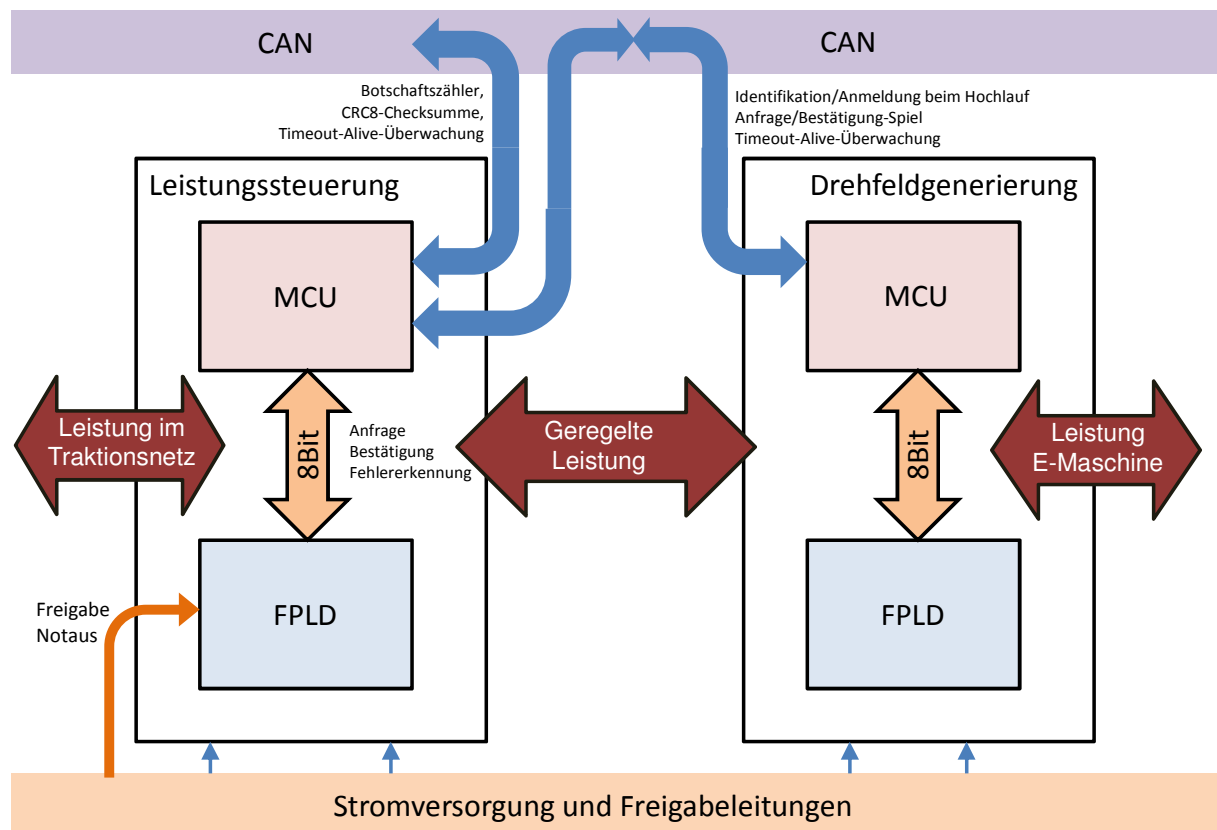 CAN
CAN
Botschaftszähler,
CRC8-Checksumme,
Timeout-Alive-Überwachung
Identifikation/Anmeldung beim Hochlauf
Anfrage/Bestätigung-Spiel
Timeout-Alive-Überwachung
Leistungssteuerung
Drehfeldgenerierung
MCU
MCU
Leistung im
Traktionsnetz
8Bit
Anfrage
Bestätigung
Fehlererkennung
Geregelte
Leistung
8Bit
Leistung
E-Maschine
Freigabe
Notaus
FPLD
FPLD
Stromversorgung und Freigabeleitungen